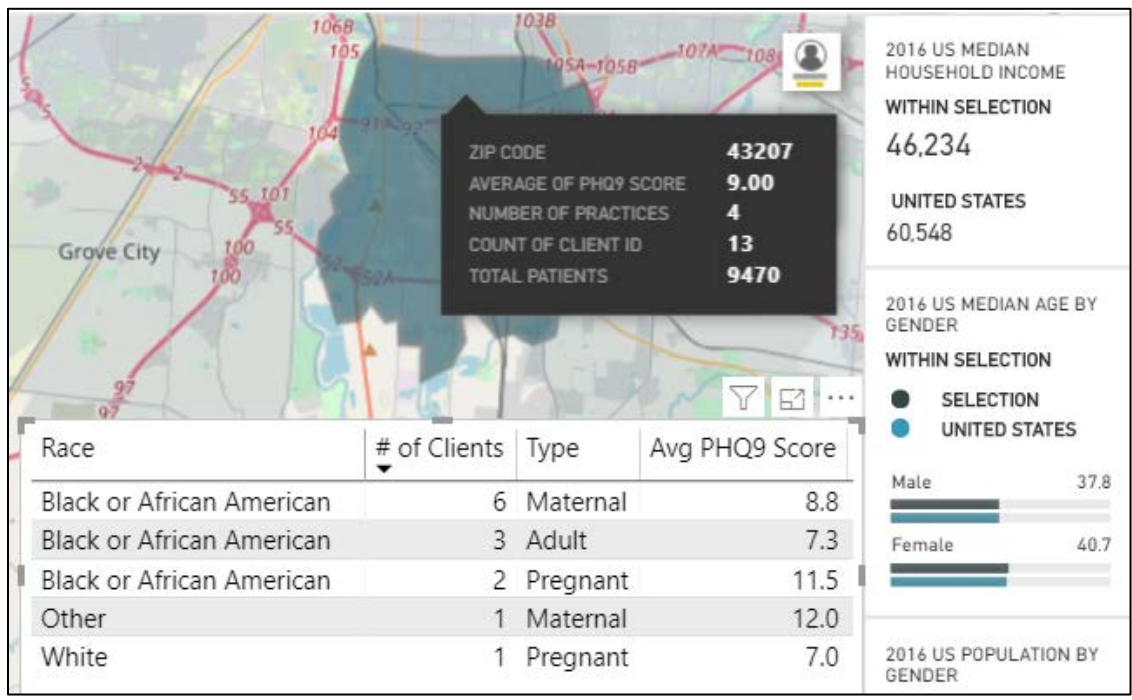 106B
103B
105
105A-105B
107A
108
5
5
104
91B-92
2
2
55
101
55
Grove City
100
100
52
52A
135
97
97
ZIP CODE 43207
AVERAGE OF PHQ9 SCORE 9.00
NUMBER OF PRACTICES 4
COUNT OF CLIENT ID 13
TOTAL PATIENTS 9470
Race # of Clients Type Avg PHQ9 Score
Black or African American 6 Maternal 8.8
Black or African American 3 Adult 7.3
Black or African American 2 Pregnant 11.5
Other 1 Maternal 12.0
White 1 Pregnant 7.0
2016 US MEDIAN
HOUSEHOLD INCOME
WITHIN SELECTION
46,234
UNITED STATES
60,548
2016 US MEDIAN AGE BY
GENDER
WITHIN SELECTION
SELECTION
UNITED STATES
Male 37.8
Female 40.7
2016 US POPULATION BY
GENDER